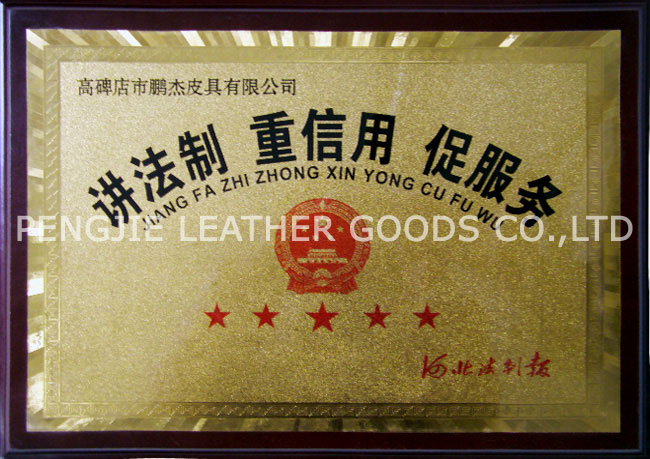 高碑店市鹏杰皮具有限公司
讲法制 重信用 促服务
JIANG FA ZHI ZHONG XIN YONG CU FU WU
PENGJIE LEATHER GOODS CO.,LTD
河北法制报